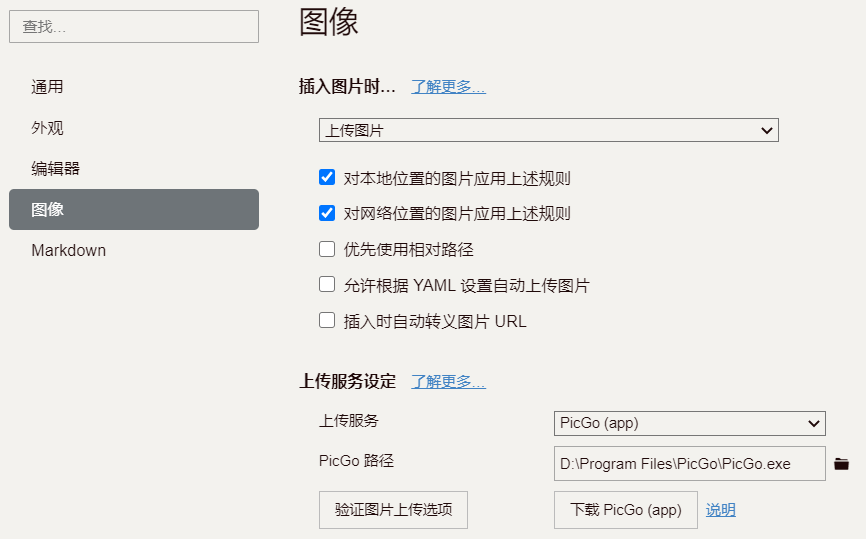 查找...
通用
外观
编辑器
图像
Markdown
图像
插入图片时... 了解更多...
上传图片
对本地位置的图片应用上述规则
对网络位置的图片应用上述规则
优先使用相对路径
允许根据 YAML 设置自动上传图片
插入时自动转义图片 URL
上传服务设定 了解更多...
上传服务 PicGo (app)
PicGo 路径 D:\Program Files\PicGo\PicGo.exe
验证图片上传选项 下载 PicGo (app) 说明